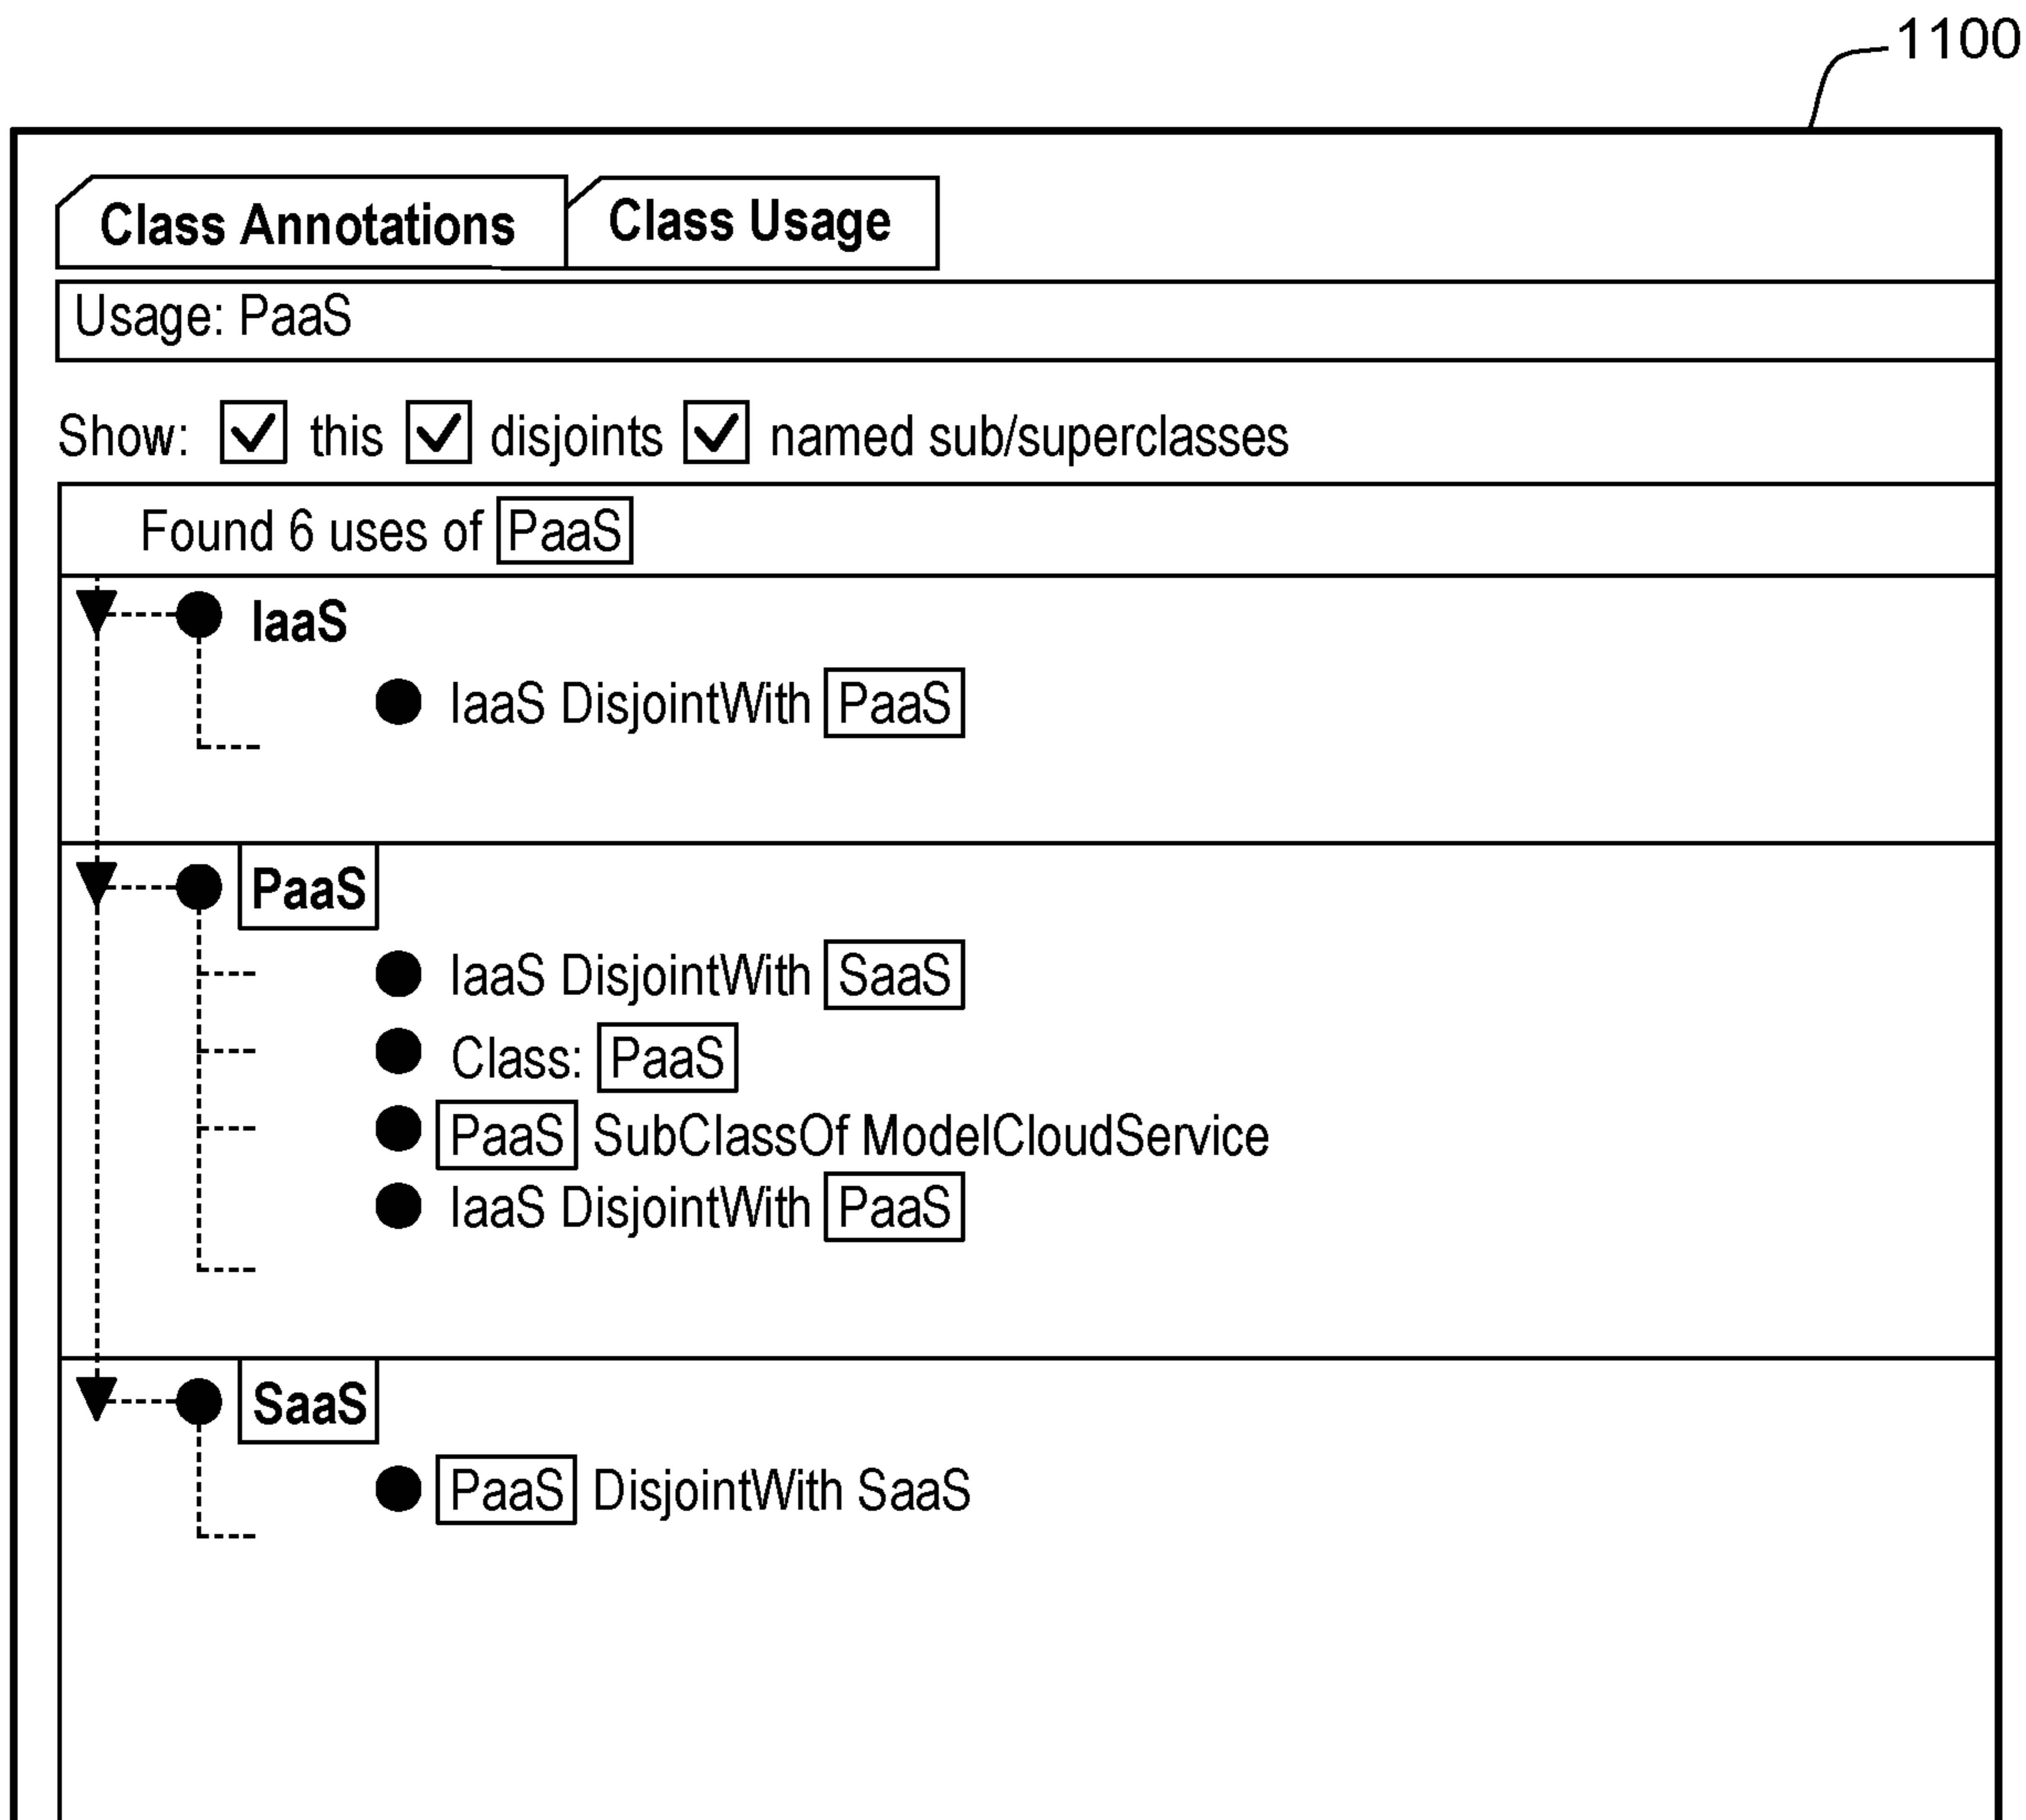 1100
Class Annotations Class Usage
Usage: PaaS
Show: this disjoints named sub/superclasses
Found 6 uses of PaaS
IaaS
IaaS DisjointWith PaaS
PaaS
IaaS DisjointWith SaaS
Class: PaaS
PaaS SubClassOf ModelCloudService
IaaS DisjointWith PaaS
SaaS
PaaS DisjointWith SaaS